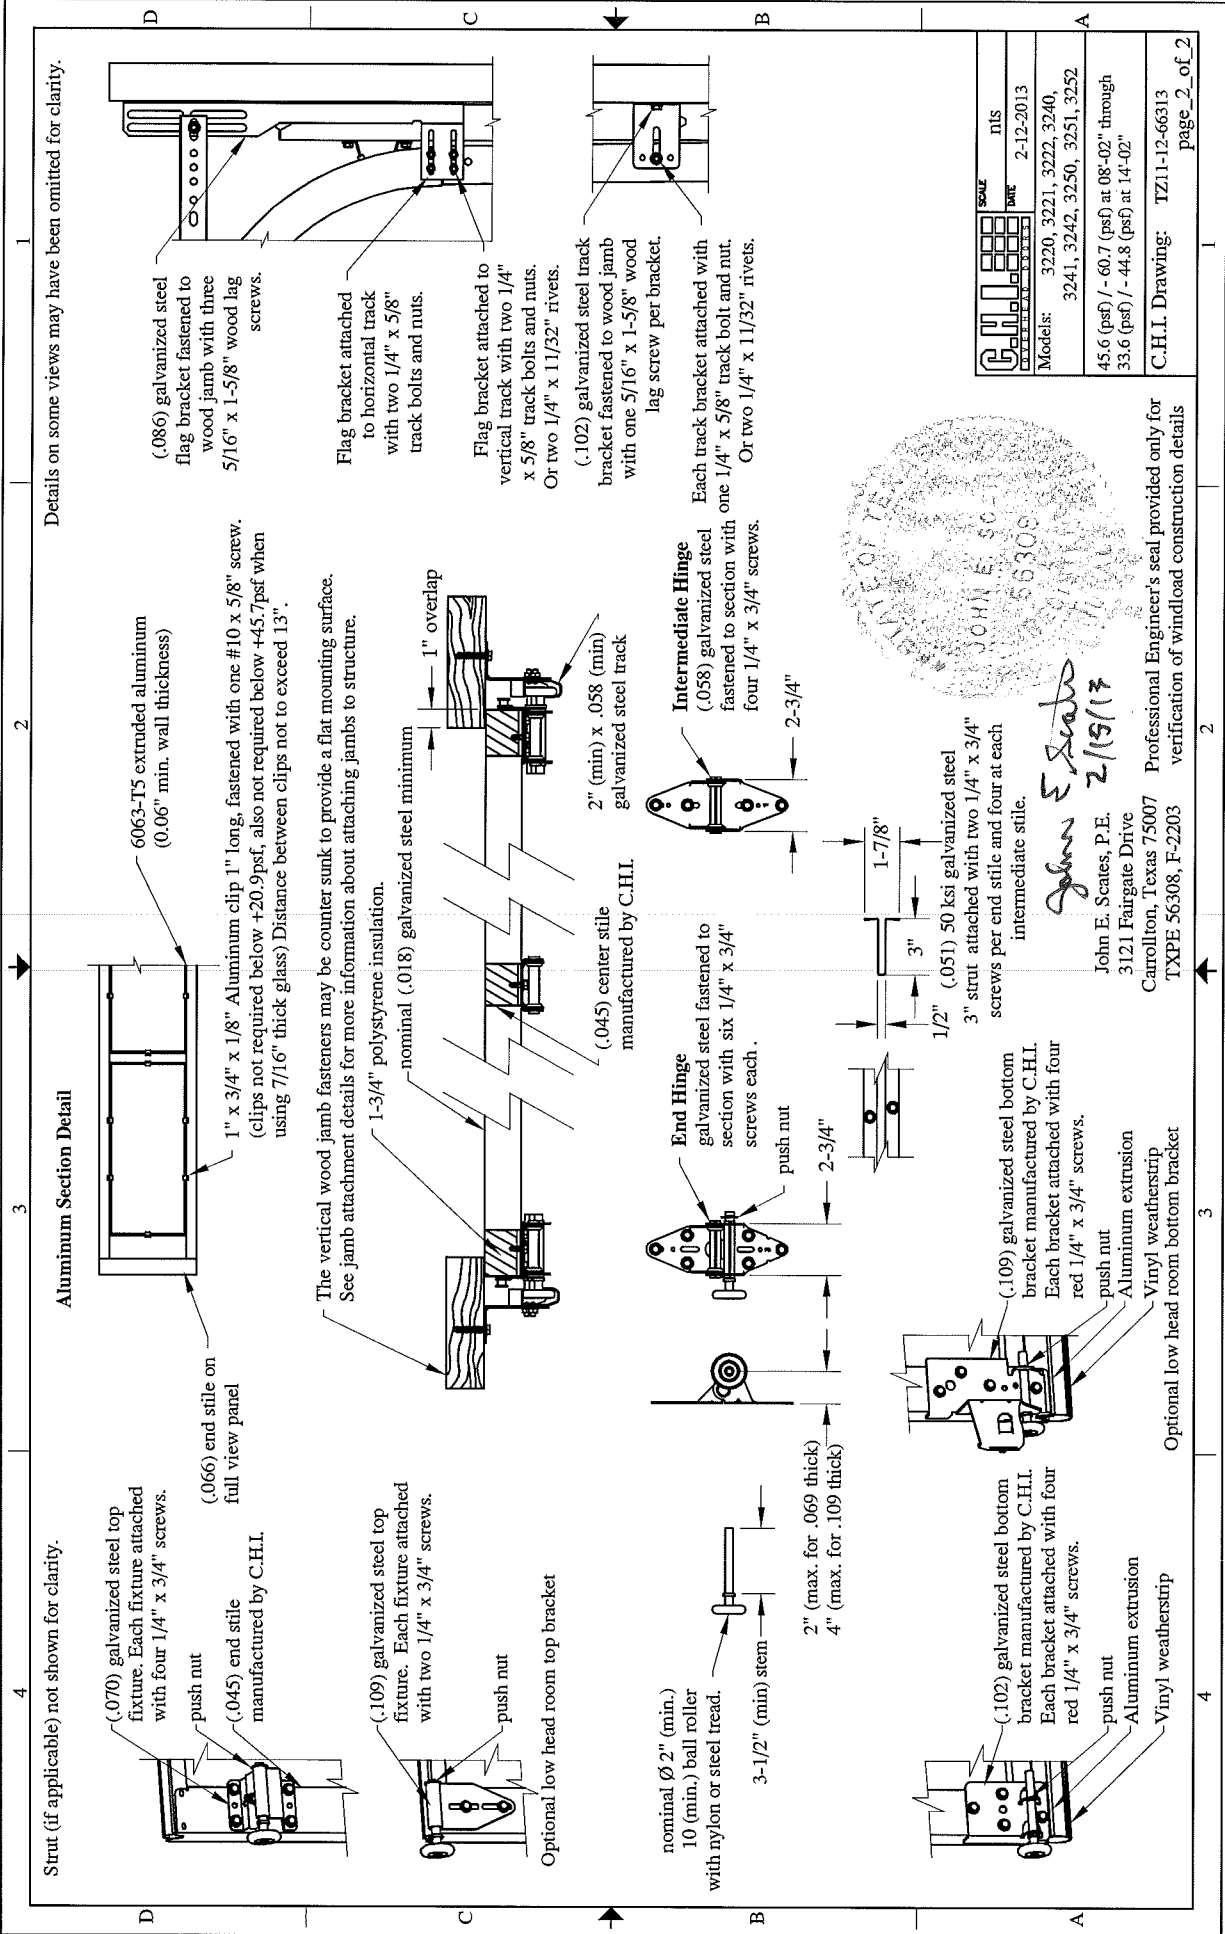 4
3
2
1
D
C
B
A
Strut (if applicable) not shown for clarity.
Details on some views may have been omitted for clarity.
(.070) galvanized steel top
fixture. Each fixture attached
with four 1/4" x 3/4" screws.
push nut
(.045) end stile
manufactured by C.H.I.
(.109) galvanized steel top
fixture. Each fixture attached
with two 1/4" x 3/4" screws.
push nut
Optional low head room top bracket
nominal Ø 2" (min.)
10 (min.) ball roller
with nylon or steel tread.
3-1/2" (min) stem
(.102) galvanized steel bottom
bracket manufactured by C.H.I.
Each bracket attached with four
red 1/4" x 3/4" screws.
push nut
Aluminum extrusion
Vinyl weatherstrip
Aluminum Section Detail
(.066) end stile on
full view panel
6063-T5 extruded aluminum
(0.06" min. wall thickness)
1" x 3/4" x 1/8" Aluminum clip 1" long, fastened with one #10 x 5/8" screw.
(clips not required below +20.9psf, also not required below +45.7psf when
using 7/16" thick glass) Distance between clips not to exceed 13".
The vertical wood jamb fasteners may be counter sunk to provide a flat mounting surface.
See jamb attachment details for more information about attaching jambs to structure.
1-3/4" polystyrene insulation.
nominal (.018) galvanized steel minimum
1" overlap
(.045) center stile
manufactured by C.H.I.
2" (min) x .058 (min)
galvanized steel track
2" (max. for .069 thick)
4" (max. for .109 thick)
End Hinge
galvanized steel fastened to
section with six 1/4" x 3/4"
screws each .
push nut
2-3/4"
Intermediate Hinge
(.058) galvanized steel
fastened to section with
four 1/4" x 3/4" screws.
2-3/4"
(.109) galvanized steel bottom
bracket manufactured by C.H.I.
Each bracket attached with four
red 1/4" x 3/4" screws.
push nut
Aluminum extrusion
Vinyl weatherstrip
Optional low head room bottom bracket
1/2"
3"
1-7/8"
(.051) 50 ksi galvanized steel
3" strut attached with two 1/4" x 3/4"
screws per end stile and four at each
intermediate stile.
(.086) galvanized steel
flag bracket fastened to
wood jamb with three
5/16" x 1-5/8" wood lag
screws.
Flag bracket attached
to horizontal track
with two 1/4" x 5/8"
track bolts and nuts.
Flag bracket attached to
vertical track with two 1/4"
x 5/8" track bolts and nuts.
Or two 1/4" x 11/32" rivets.
(.102) galvanized steel track
bracket fastened to wood jamb
with one 5/16" x 1-5/8" wood
lag screw per bracket.
Each track bracket attached with
one 1/4" x 5/8" track bolt and nut.
Or two 1/4" x 11/32" rivets.
John E Scates
2/19/13
John E. Scates, P.E.
3121 Fairgate Drive
Carrollton, Texas 75007
TXPE 56308, F-2203
Professional Engineer's seal provided only for
verification of windload construction details
STATE OF TEXAS
JOHN E. SC
56308
C.H.I.
OVERHEAD DOORS
SCALE
nts
DATE
2-12-2013
Models: 3220, 3221, 3222, 3240,
3241, 3242, 3250, 3251, 3252
45.6 (psf) / - 60.7 (psf) at 08'-02" through
33.6 (psf) / - 44.8 (psf) at 14'-02"
C.H.I. Drawing: TZ11-12-66313
page_2_of_2
4
3
2
1
D
C
B
A